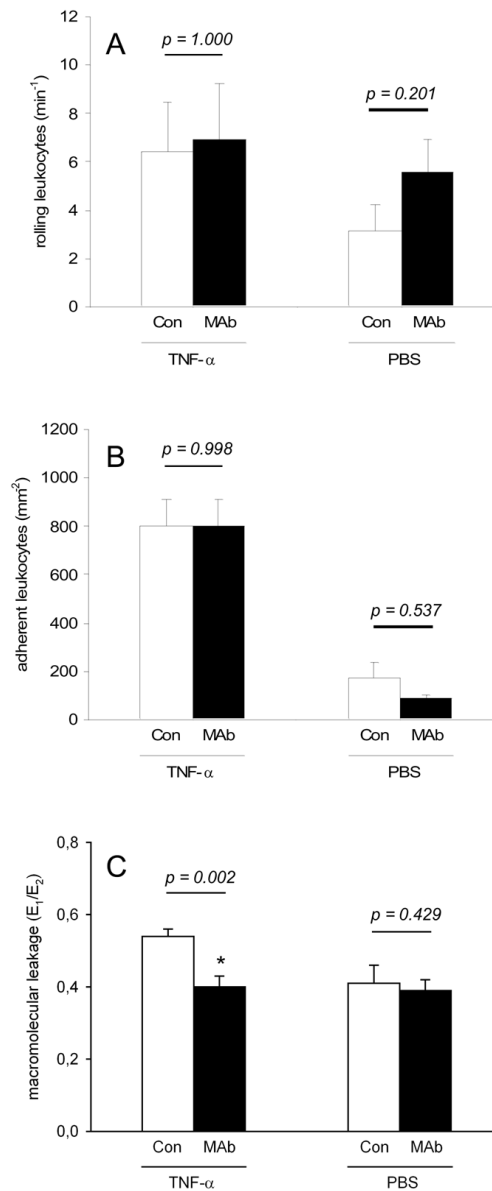 A
p = 1.000
p = 0.201
rolling leukocytes (min-1)
12
10
8
6
4
2
0
Con MAb Con MAb
TNF-α PBS
B
p = 0.998
p = 0.537
adherent leukocytes (mm-2)
1200
1000
800
600
400
200
0
Con MAb Con MAb
TNF-α PBS
C
p = 0.002
p = 0.429
*
macromolecular leakage (E1/E2)
0,8
0,6
0,4
0,2
0,0
Con MAb Con MAb
TNF-α PBS